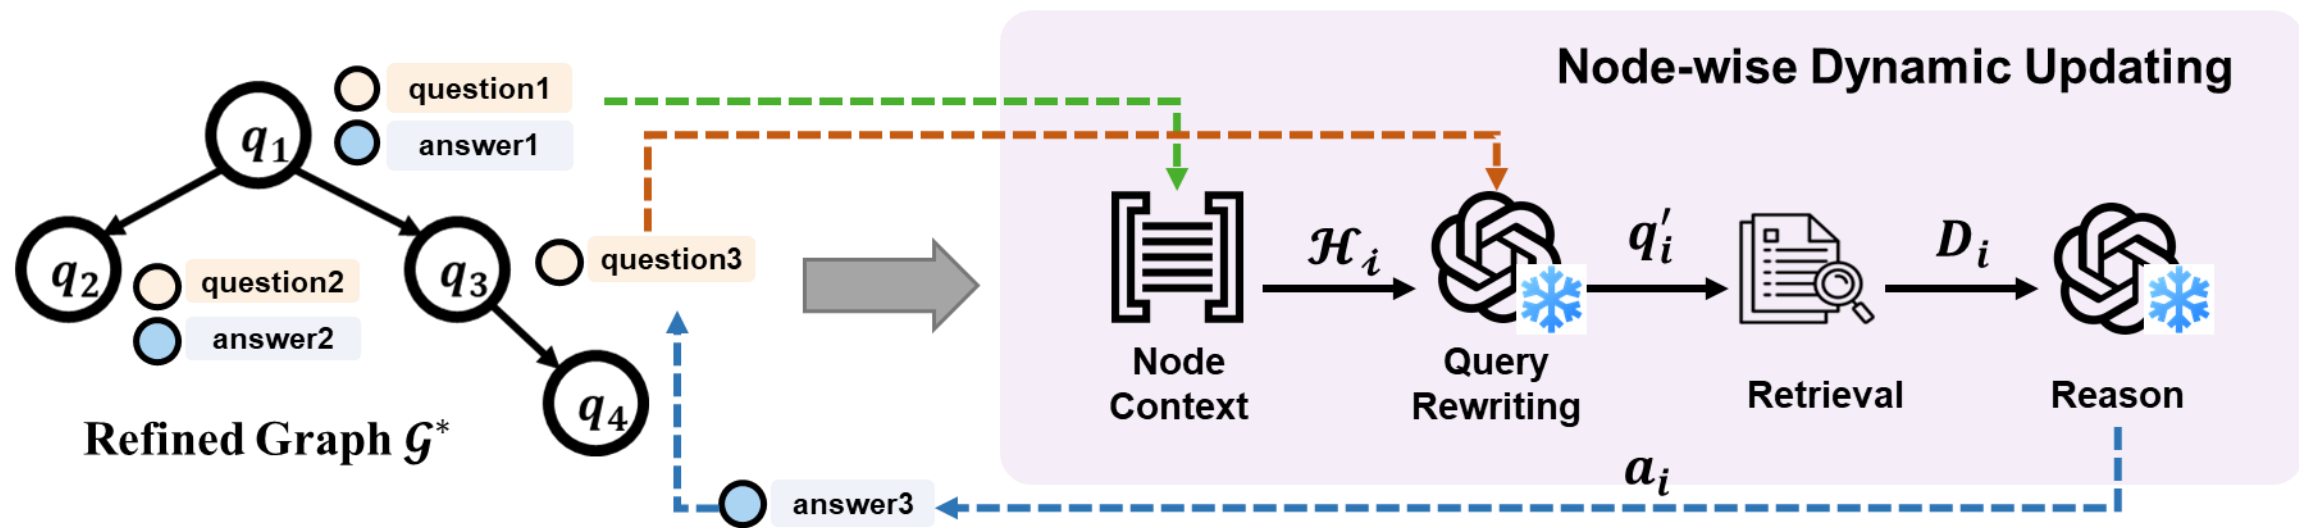 Node-wise Dynamic Updating
question1
answer1
q₁
q₂
question2
answer2
q₃
question3
q₄
Refined Graph 𝒢*
ℋᵢ
q′ᵢ
Dᵢ
Node
Context
Query
Rewriting
Retrieval
Reason
aᵢ
answer3